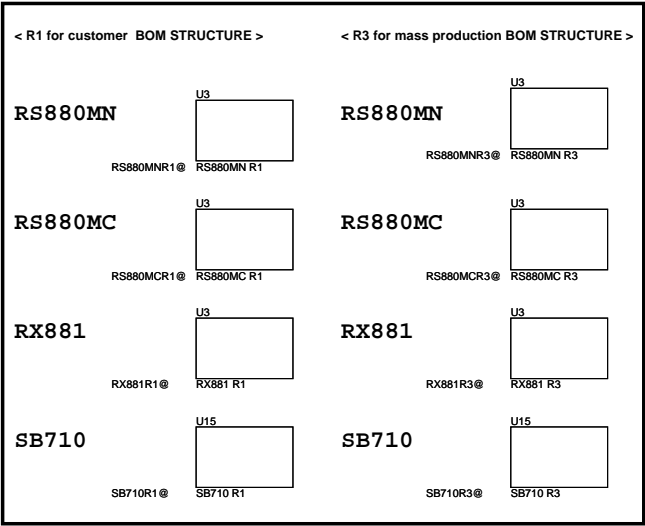 < R1 for customer  BOM STRUCTURE >
< R3 for mass production BOM STRUCTURE >
U3
RS880MN
RS880MNR1@ RS880MN R1
U3
RS880MN
RS880MNR3@ RS880MN R3
U3
RS880MC
RS880MCR1@ RS880MC R1
U3
RS880MC
RS880MCR3@ RS880MC R3
U3
RX881
RX881R1@ RX881 R1
U3
RX881
RX881R3@ RX881 R3
U15
SB710
SB710R1@ SB710 R1
U15
SB710
SB710R3@ SB710 R3